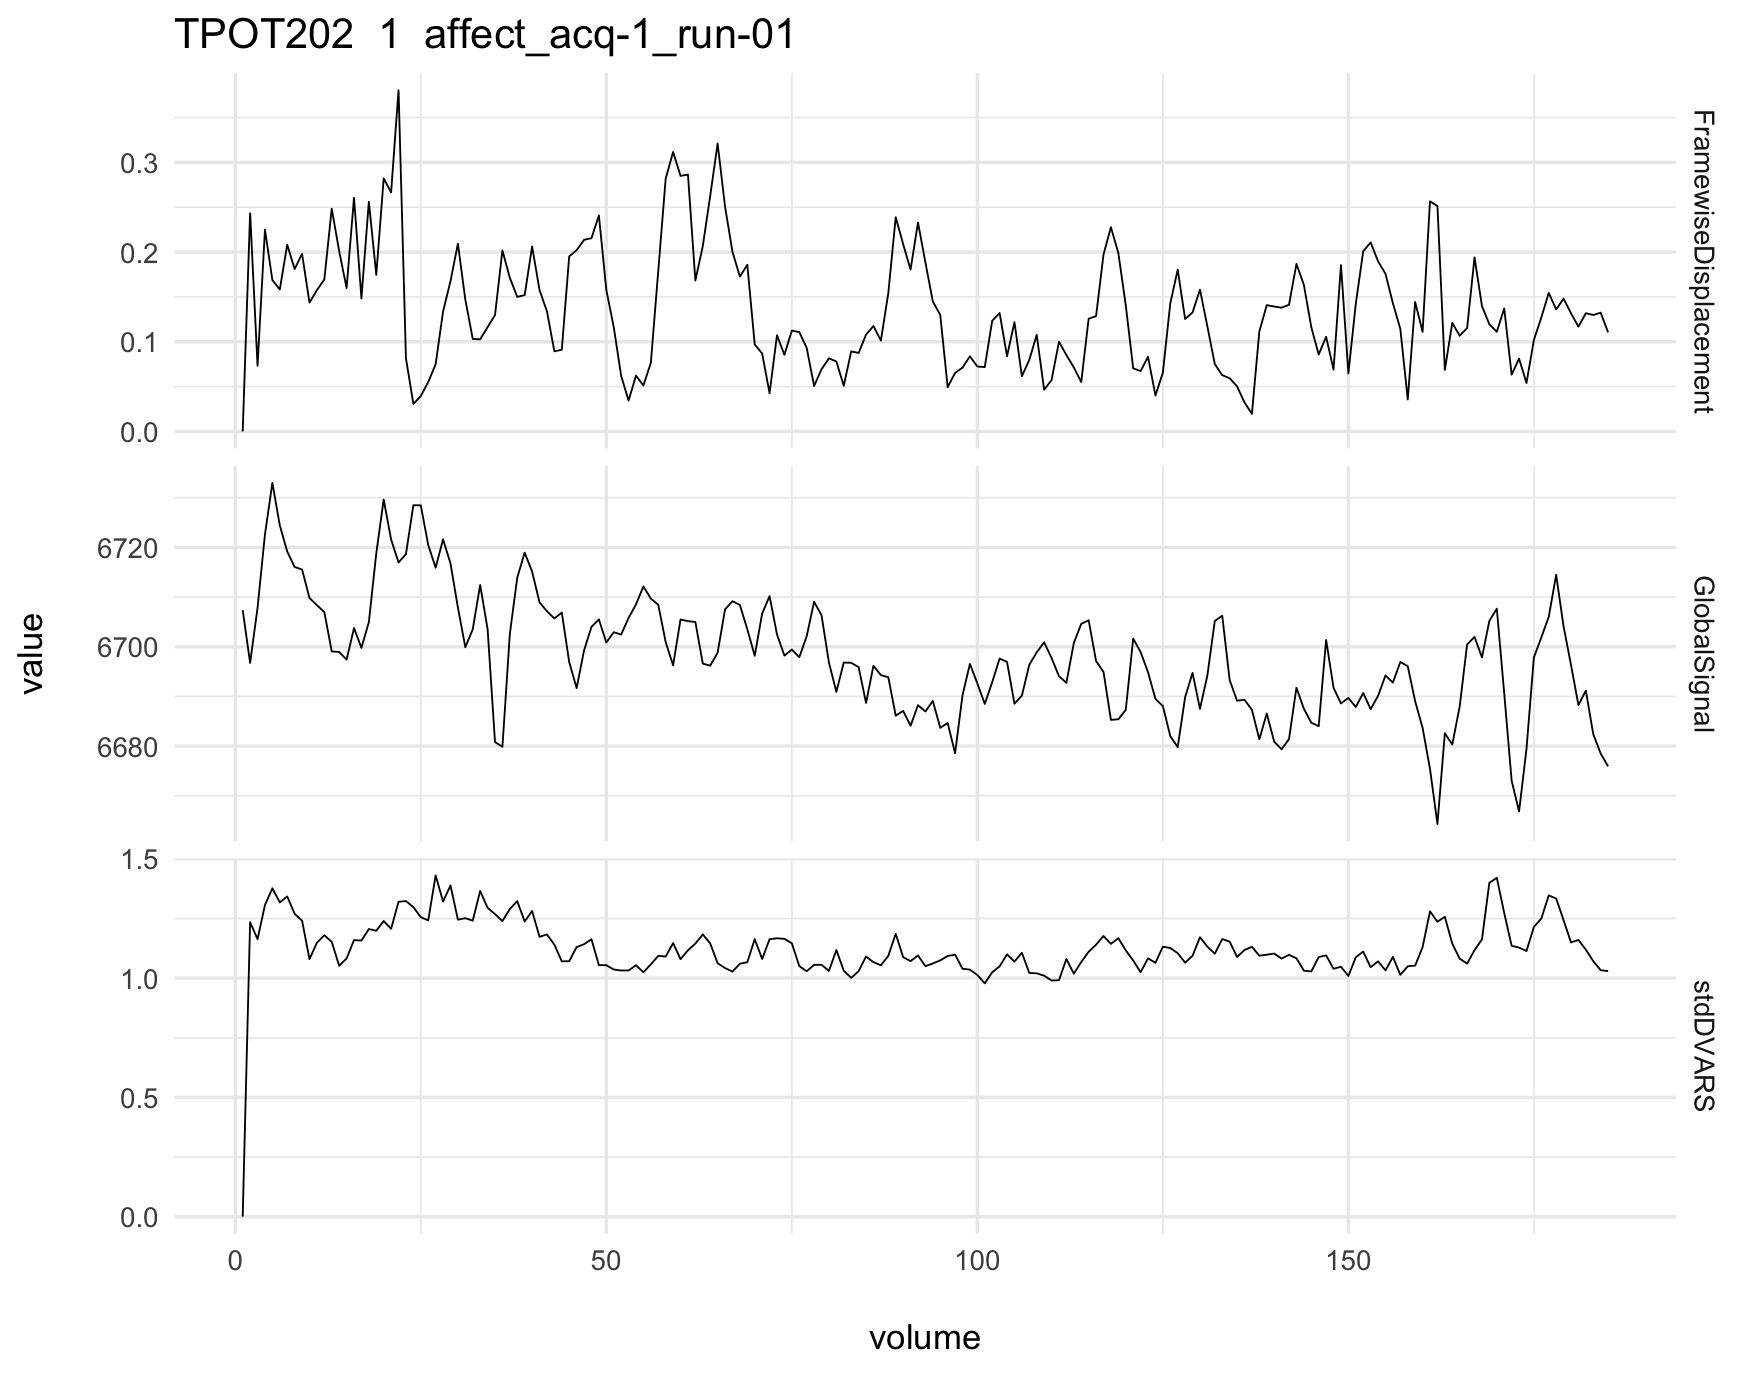 TPOT202  1  affect_acq-1_run-01
value
0.3
0.2
0.1
0.0
FramewiseDisplacement
6720
6700
6680
GlobalSignal
1.5
1.0
0.5
0.0
stdDVARS
0 50 100 150
volume